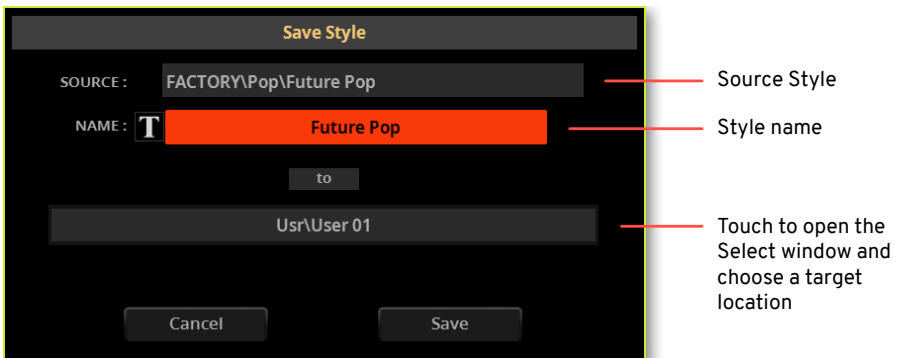 Save Style
SOURCE : FACTORY\Pop\Future Pop
Source Style
NAME : T Future Pop
Style name
to
Usr\User 01
Touch to open the
Select window and
choose a target
location
Cancel Save